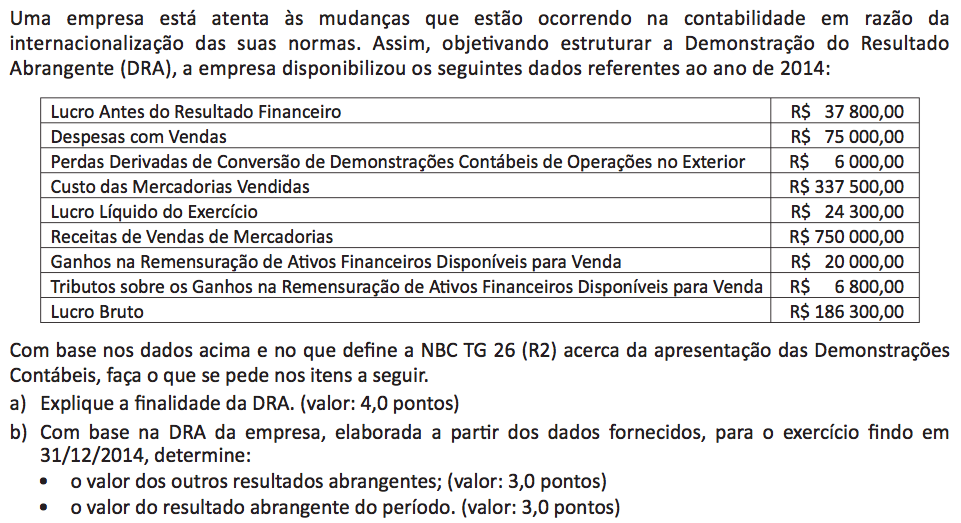 Uma empresa está atenta às mudanças que estão ocorrendo na contabilidade em razão da
internacionalização das suas normas. Assim, objetivando estruturar a Demonstração do Resultado
Abrangente (DRA), a empresa disponibilizou os seguintes dados referentes ao ano de 2014:
Lucro Antes do Resultado Financeiro R$ 37 800,00
Despesas com Vendas R$ 75 000,00
Perdas Derivadas de Conversão de Demonstrações Contábeis de Operações no Exterior R$ 6 000,00
Custo das Mercadorias Vendidas R$ 337 500,00
Lucro Líquido do Exercício R$ 24 300,00
Receitas de Vendas de Mercadorias R$ 750 000,00
Ganhos na Remensuração de Ativos Financeiros Disponíveis para Venda R$ 20 000,00
Tributos sobre os Ganhos na Remensuração de Ativos Financeiros Disponíveis para Venda R$ 6 800,00
Lucro Bruto R$ 186 300,00
Com base nos dados acima e no que define a NBC TG 26 (R2) acerca da apresentação das Demonstrações
Contábeis, faça o que se pede nos itens a seguir.
a) Explique a finalidade da DRA. (valor: 4,0 pontos)
b) Com base na DRA da empresa, elaborada a partir dos dados fornecidos, para o exercício findo em
31/12/2014, determine:
• o valor dos outros resultados abrangentes; (valor: 3,0 pontos)
• o valor do resultado abrangente do período. (valor: 3,0 pontos)